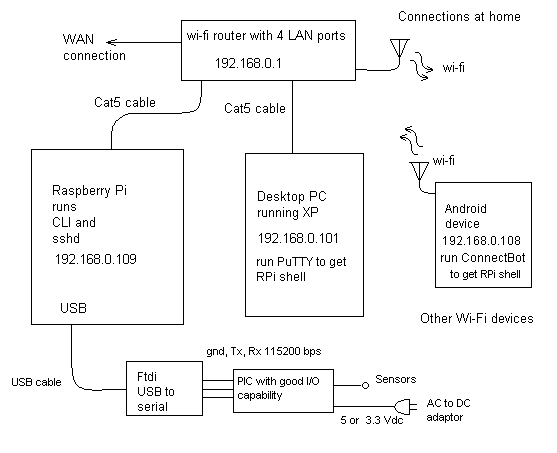 Connections at home
WAN
connection
wi-fi router with 4 LAN ports
192.168.0.1
wi-fi
Cat5 cable
Cat5 cable
wi-fi
Raspberry Pi
runs
CLI and
sshd
192.168.0.109
USB
Desktop PC
running XP
192.168.0.101
run PuTTY to get
RPi shell
Android
device
192.168.0.108
run ConnectBot
to get RPi shell
Other Wi-Fi devices
gnd, Tx, Rx 115200 bps
USB cable
Ftdi
USB to
serial
PIC with good I/O
capability
Sensors
5 or 3.3 Vdc
AC to DC
adaptor